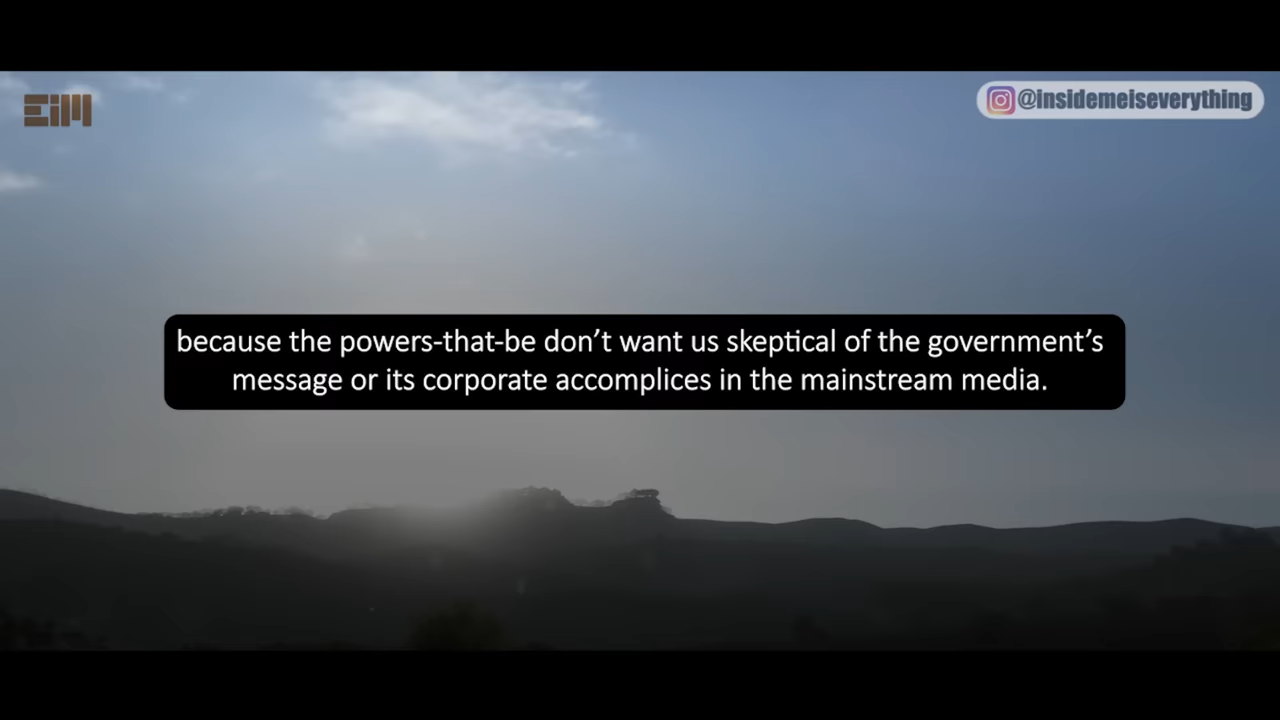 EiM
@insidemeiseverything
because the powers-that-be don’t want us skeptical of the government’s
message or its corporate accomplices in the mainstream media.